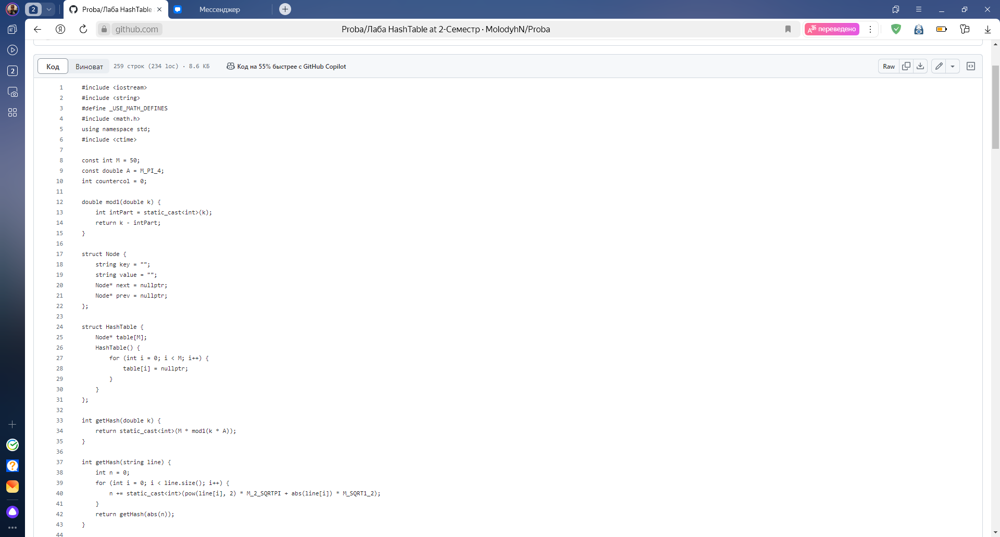 2
Proba/Лаба HashTable
Мессенджер
github.com
Proba/Лаба HashTable at 2-Семестр · MolodyhN/Proba
переведено
2
Код
Виноват
259 строк (234 loc) · 8.6 КБ
Код на 55% быстрее с GitHub Copilot
Raw
1 #include <iostream>
2 #include <string>
3 #define _USE_MATH_DEFINES
4 #include <math.h>
5 using namespace std;
6 #include <ctime>
7
8 const int M = 50;
9 const double A = M_PI_4;
10 int countercol = 0;
11
12 double mod1(double k) {
13     int intPart = static_cast<int>(k);
14     return k - intPart;
15 }
16
17 struct Node {
18     string key = "";
19     string value = "";
20     Node* next = nullptr;
21     Node* prev = nullptr;
22 };
23
24 struct HashTable {
25     Node* table[M];
26     HashTable() {
27         for (int i = 0; i < M; i++) {
28             table[i] = nullptr;
29         }
30     }
31 };
32
33 int getHash(double k) {
34     return static_cast<int>(M * mod1(k * A));
35 }
36
37 int getHash(string line) {
38     int n = 0;
39     for (int i = 0; i < line.size(); i++) {
40         n += static_cast<int>(pow(line[i], 2) * M_2_SQRTPI + abs(line[i]) * M_SQRT1_2);
41     }
42     return getHash(abs(n));
43 }
44